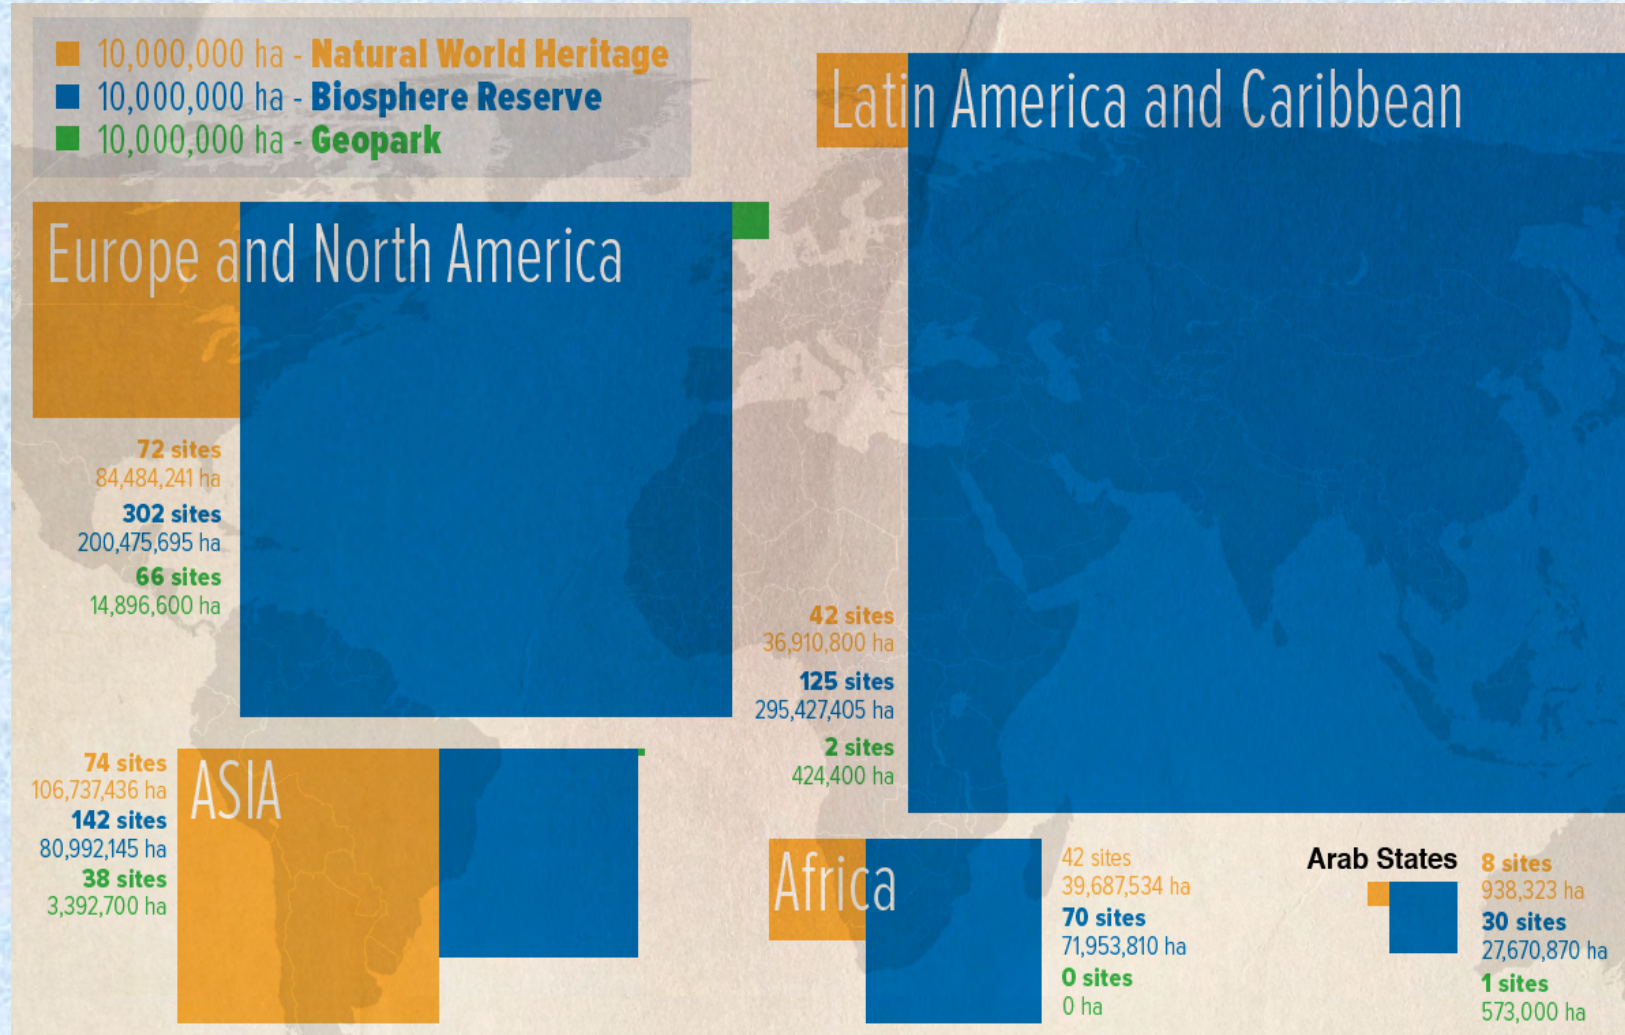 10,000,000 ha - Natural World Heritage
10,000,000 ha - Biosphere Reserve
10,000,000 ha - Geopark
Europe and North America
72 sites
84,484,241 ha
302 sites
200,475,695 ha
66 sites
14,896,600 ha
Latin America and Caribbean
42 sites
36,910,800 ha
125 sites
295,427,405 ha
2 sites
424,400 ha
ASIA
74 sites
106,737,436 ha
142 sites
80,992,145 ha
38 sites
3,392,700 ha
Africa
42 sites
39,687,534 ha
70 sites
71,953,810 ha
0 sites
0 ha
Arab States
8 sites
938,323 ha
30 sites
27,670,870 ha
1 sites
573,000 ha